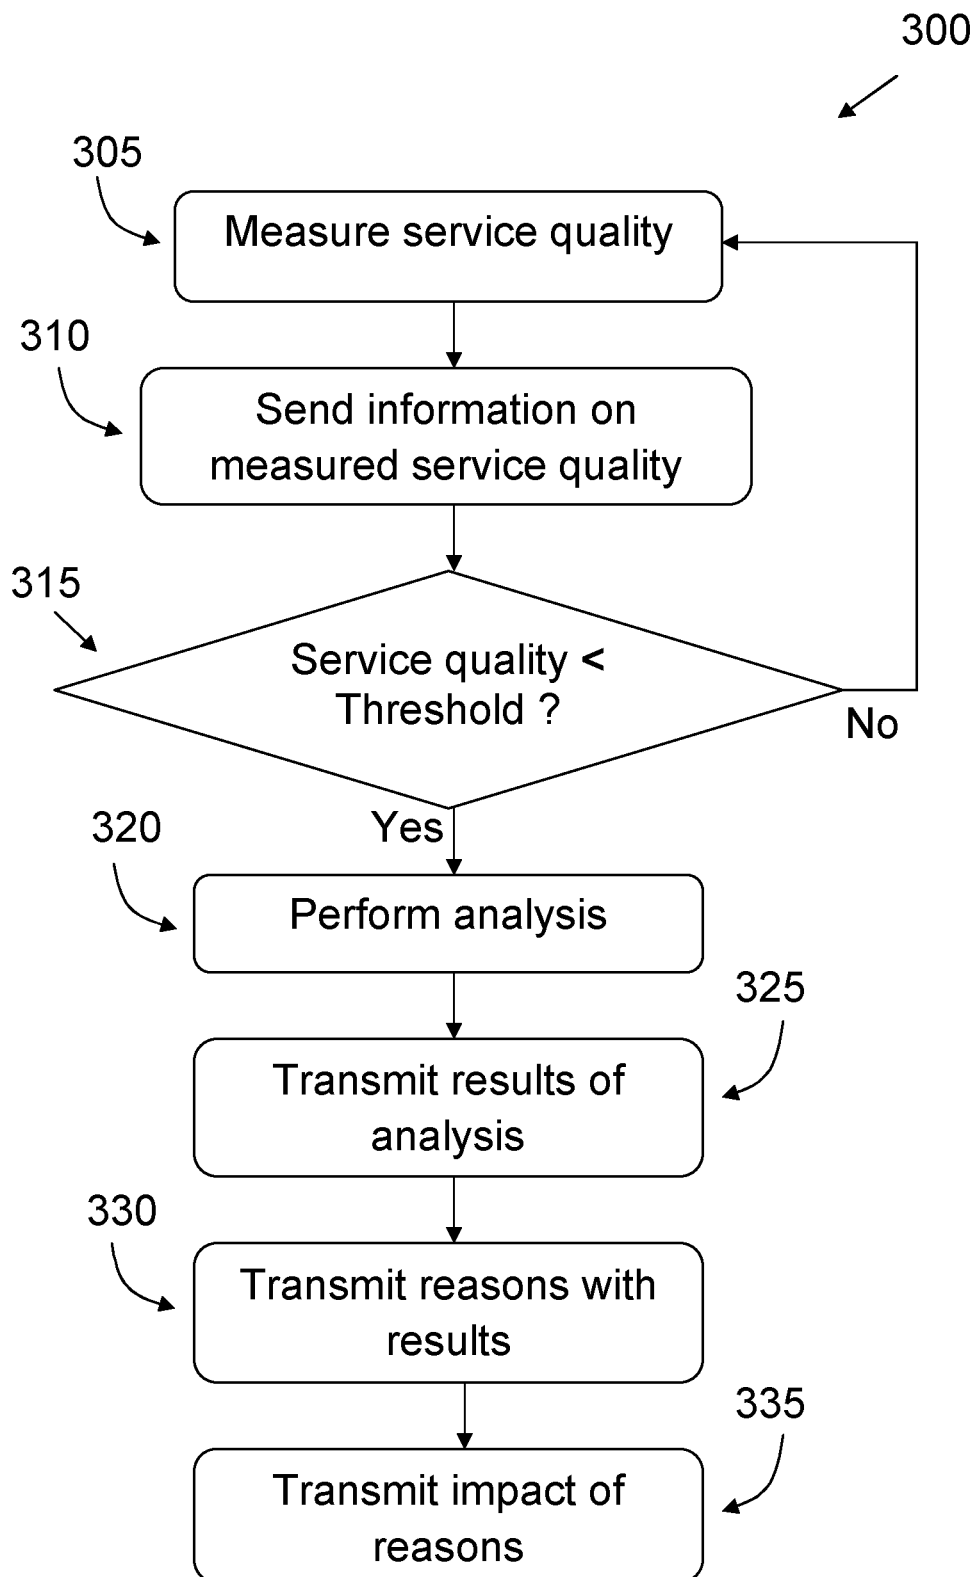 300
305
Measure service quality
310
Send information on
measured service quality
315
Service quality <
Threshold ?
No
Yes
320
Perform analysis
325
Transmit results of
analysis
330
Transmit reasons with
results
335
Transmit impact of
reasons